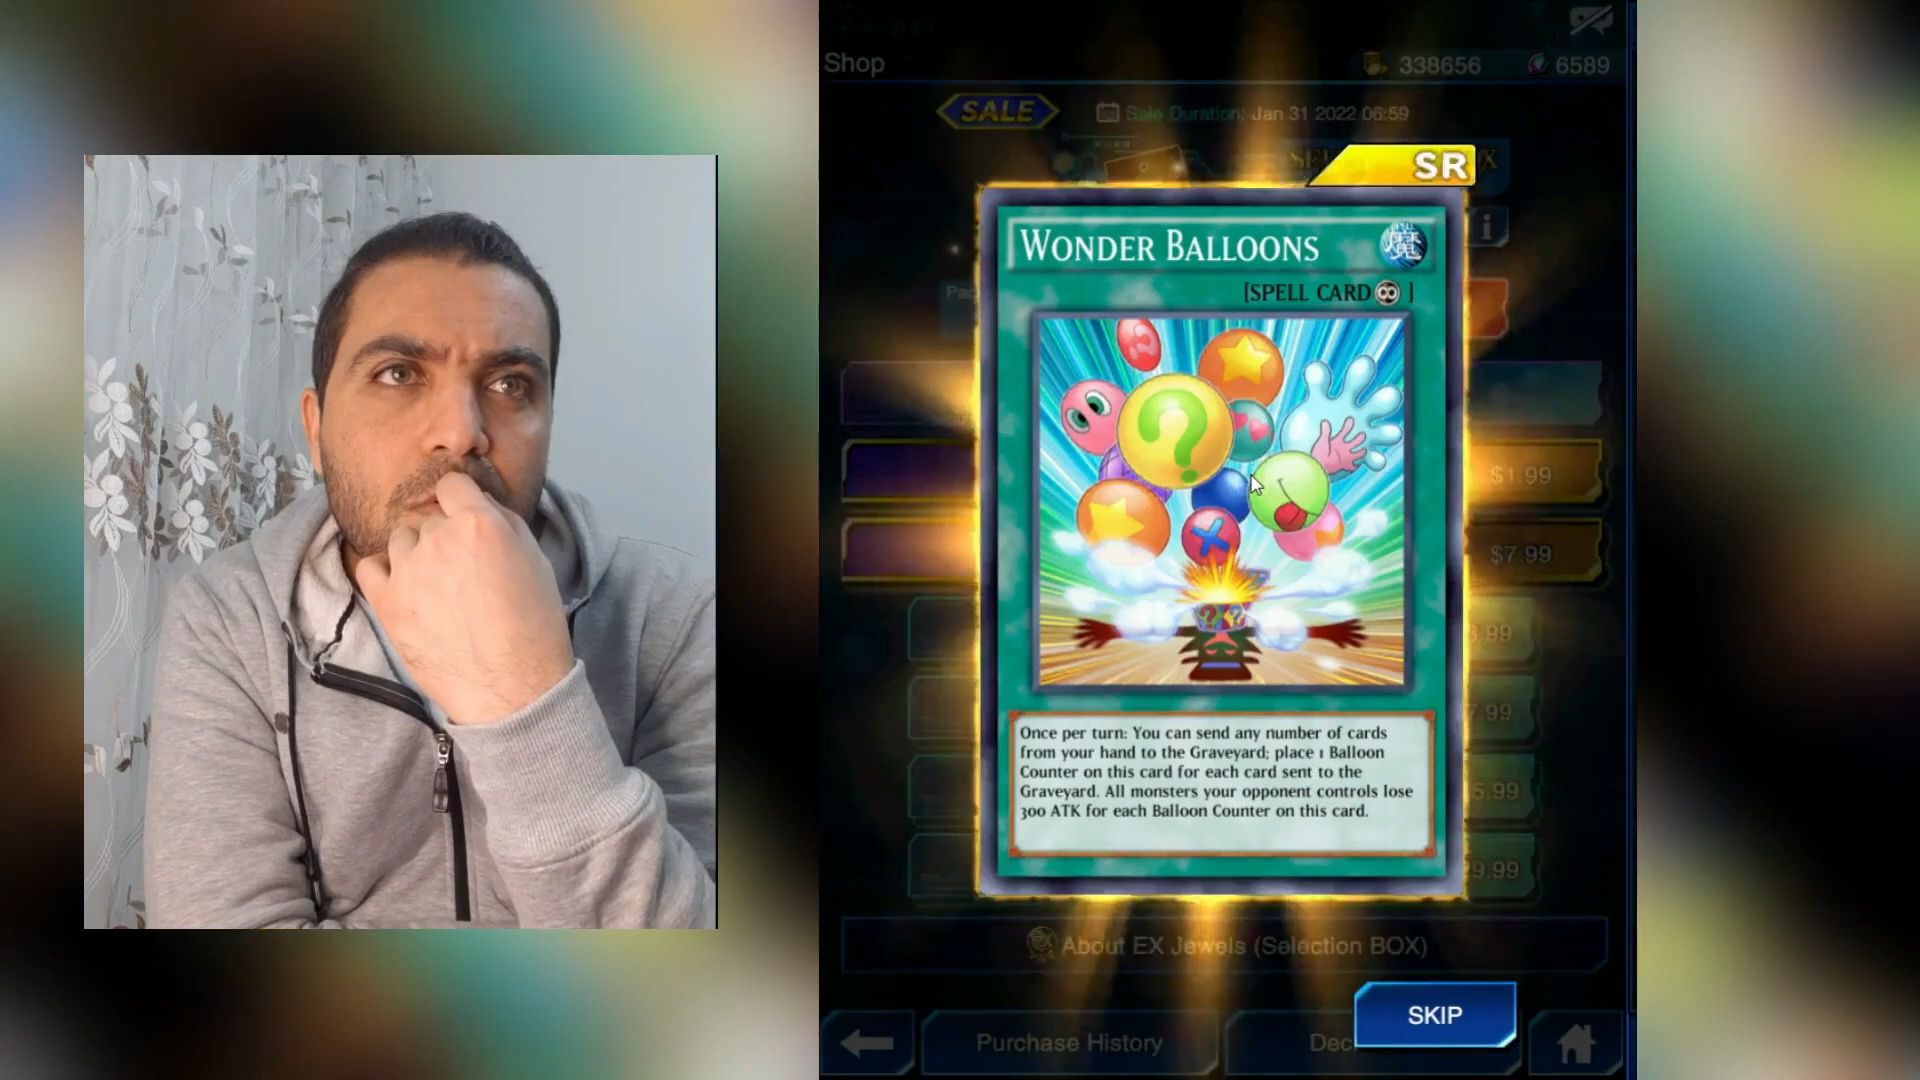 Shop
338656
6589
SALE
Sale Duration: Jan 31 2022 06:59
SR
WONDER BALLOONS
[SPELL CARD ]
$1.99
$7.99
Once per turn: You can send any number of cards
from your hand to the Graveyard; place 1 Balloon
Counter on this card for each card sent to the
Graveyard. All monsters your opponent controls lose
300 ATK for each Balloon Counter on this card.
About EX Jewels (Selection BOX)
SKIP
Purchase History